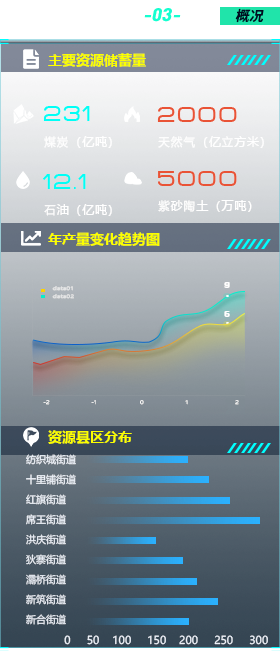 -03- 概况
主要资源储蓄量
231 2000
煤炭（亿吨） 天然气（亿立方米）
12.1 5000
石油（亿吨） 紫砂陶土（万吨）
年产量变化趋势图
data01
data02
9
6
-2 -1 0 1 2
资源县区分布
纺织城街道
十里铺街道
红旗街道
席王街道
洪庆街道
狄寨街道
灞桥街道
新筑街道
新合街道
0 50 100 150 200 250 300